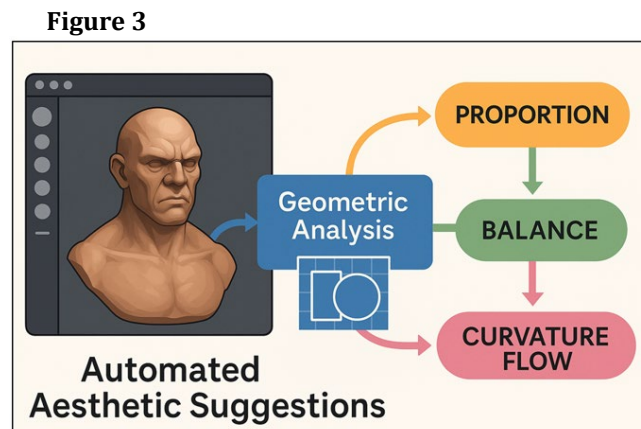 Figure 3
Geometric
Analysis
PROPORTION
BALANCE
CURVATURE
FLOW
Automated
Aesthetic Suggestions